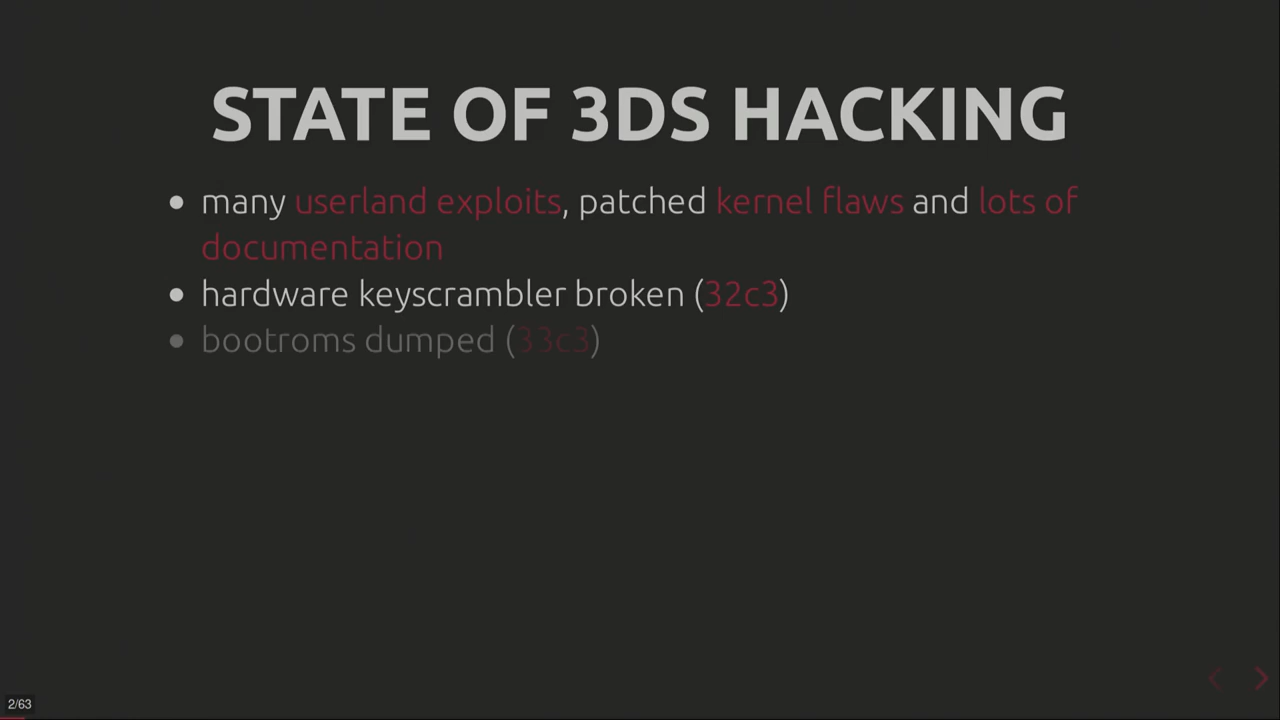 STATE OF 3DS HACKING
• many userland exploits, patched kernel flaws and lots of
documentation
• hardware keyscrambler broken (32c3)
• bootroms dumped (33c3)
2/63